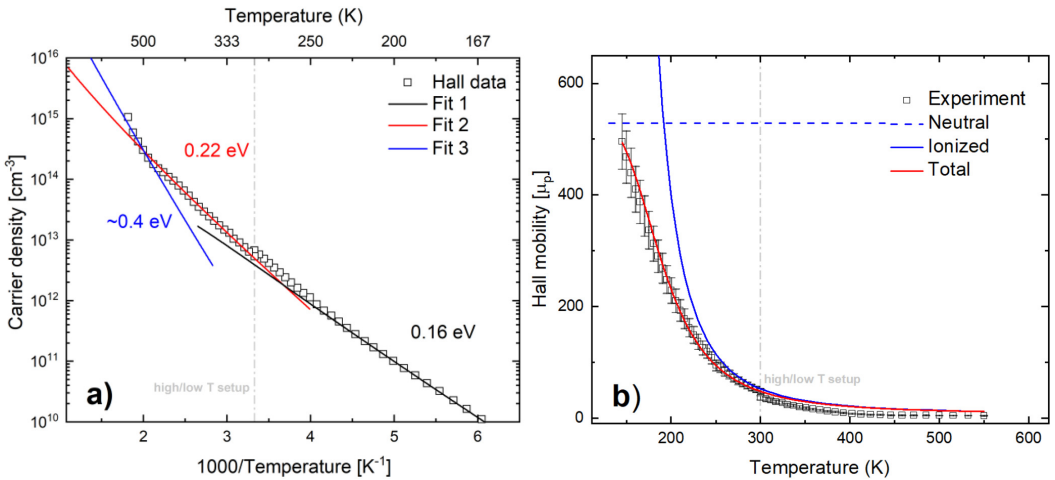 Temperature (K)
500 333 250 200 167
10^16
10^15
10^14
10^13
10^12
10^11
10^10
Carrier density [cm^-3]
Hall data
Fit 1
Fit 2
Fit 3
0.22 eV
~0.4 eV
0.16 eV
high/low T setup
a)
2 3 4 5 6
1000/Temperature [K^-1]
600
400
200
0
Hall mobility [μ_p]
Experiment
Neutral
Ionized
Total
high/low T setup
b)
200 300 400 500 600
Temperature (K)